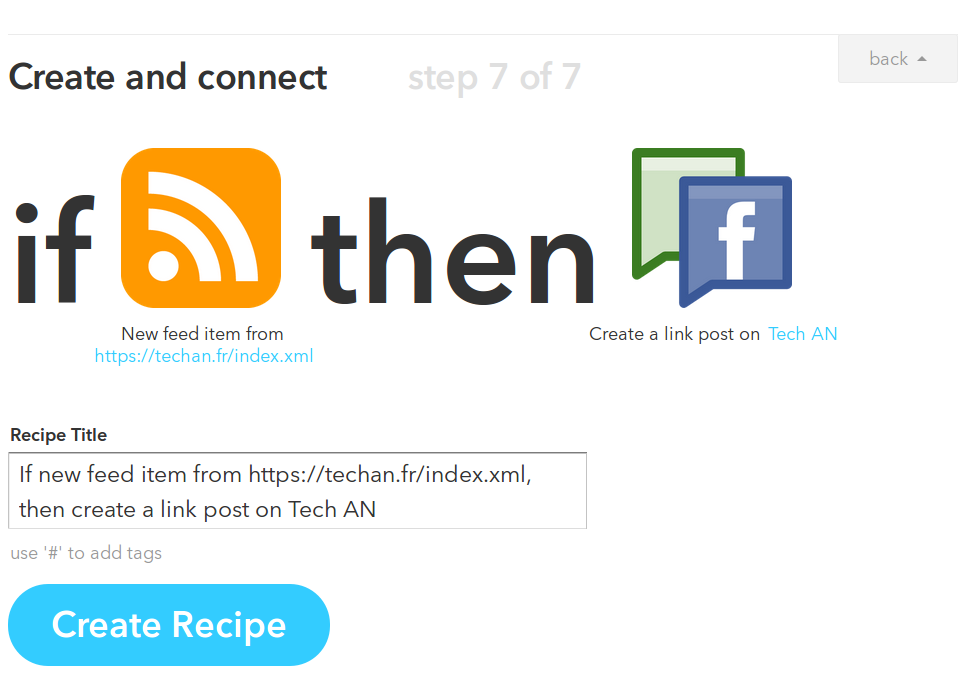 Create and connect step 7 of 7 back
if then
f
New feed item from
https://techan.fr/index.xml
Create a link post on Tech AN
Recipe Title
If new feed item from https://techan.fr/index.xml,
then create a link post on Tech AN
use '#' to add tags
Create Recipe